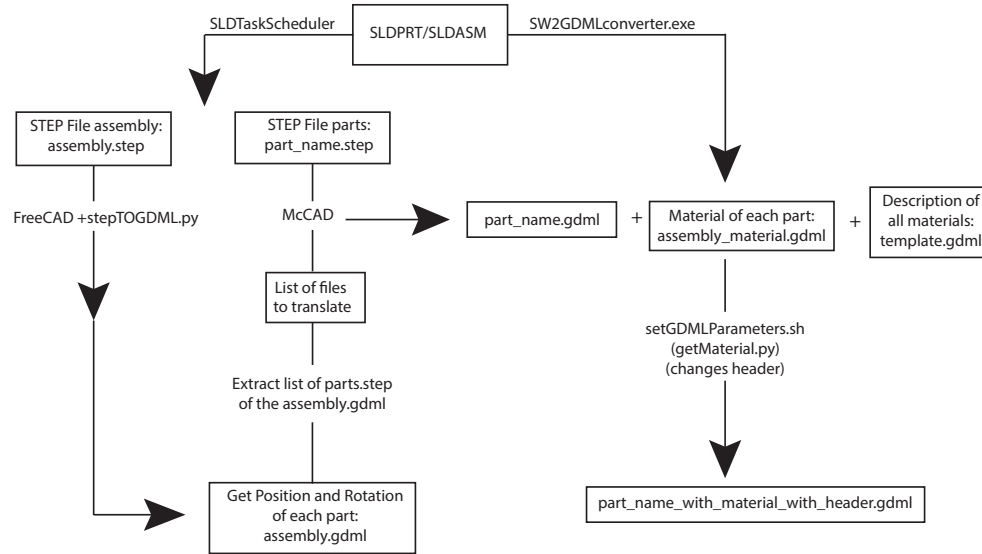 SLDTaskScheduler
SLDPRT/SLDASM
SW2GDMLconverter.exe
STEP File assembly:
assembly.step
STEP File parts:
part_name.step
FreeCAD +stepTOGDML.py
McCAD
part_name.gdml
+
Material of each part:
assembly_material.gdml
+
Description of
all materials:
template.gdml
List of files
to translate
setGDMLParameters.sh
(getMaterial.py)
(changes header)
Extract list of parts.step
of the assembly.gdml
Get Position and Rotation
of each part:
assembly.gdml
part_name_with_material_with_header.gdml